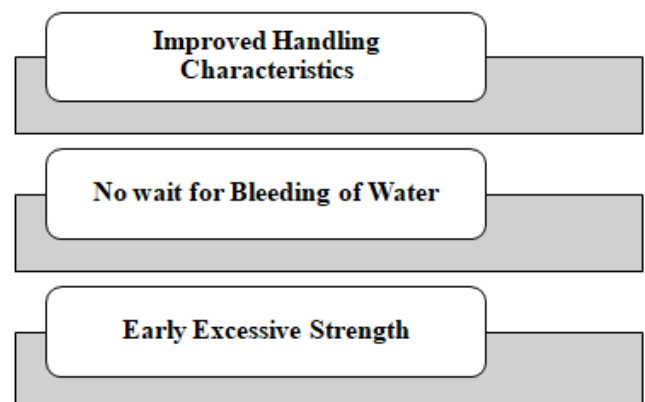 Improved Handling
Characteristics
No wait for Bleeding of Water
Early Excessive Strength